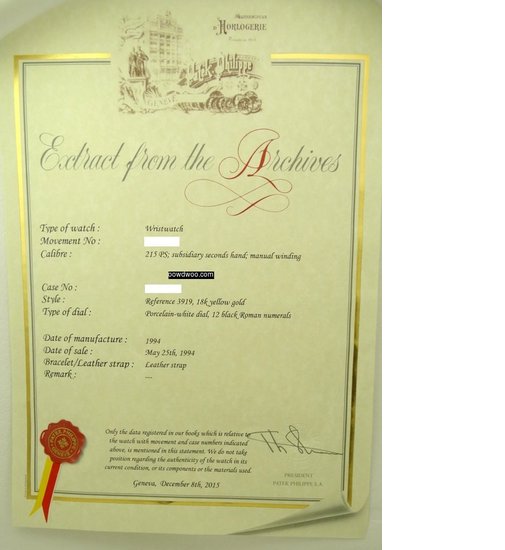 Manufacture
D'HORLOGERIE
Patek Philippe
GENÈVE
Extract from the Archives
Type of watch : Wristwatch
Movement No :
Calibre : 215 PS; subsidiary seconds hand; manual winding
powdwoo.com
Case No :
Style : Reference 3919, 18k yellow gold
Type of dial : Porcelain-white dial, 12 black Roman numerals
Date of manufacture : 1994
Date of sale : May 25th, 1994
Bracelet/Leather strap : Leather strap
Remark : ---
Only the data registered in our books which is relative to
the watch with movement and case numbers indicated
above, is mentioned in this statement. We do not take
position regarding the authenticity of the watch in its
current condition, or its components or the materials used.
PATEK PHILIPPE
GENEVE
PRESIDENT
PATEK PHILIPPE S.A.
Geneva, December 8th, 2015